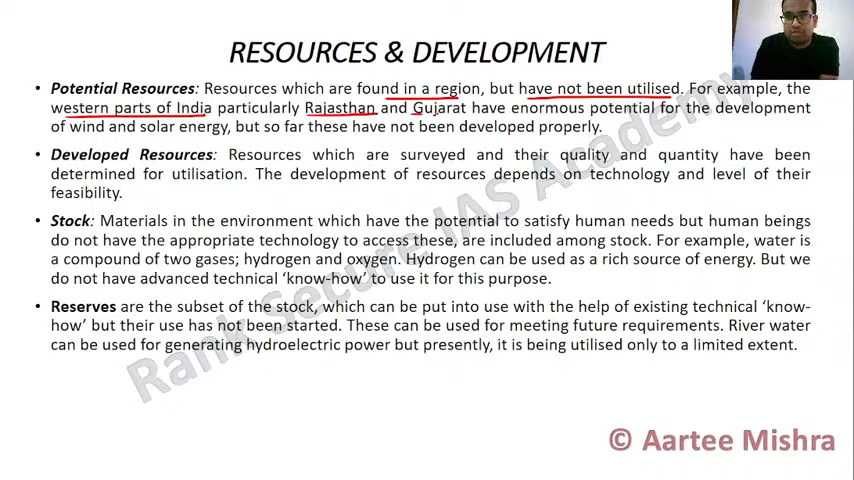 RESOURCES & DEVELOPMENT
• Potential Resources: Resources which are found in a region, but have not been utilised. For example, the
western parts of India particularly Rajasthan and Gujarat have enormous potential for the development
of wind and solar energy, but so far these have not been developed properly.
• Developed Resources: Resources which are surveyed and their quality and quantity have been
determined for utilisation. The development of resources depends on technology and level of their
feasibility.
• Stock: Materials in the environment which have the potential to satisfy human needs but human beings
do not have the appropriate technology to access these, are included among stock. For example, water is
a compound of two gases; hydrogen and oxygen. Hydrogen can be used as a rich source of energy. But we
do not have advanced technical ‘know-how’ to use it for this purpose.
• Reserves are the subset of the stock, which can be put into use with the help of existing technical ‘know-
how’ but their use has not been started. These can be used for meeting future requirements. River water
can be used for generating hydroelectric power but presently, it is being utilised only to a limited extent.
Rank Secure IAS Academy
© Aartee Mishra